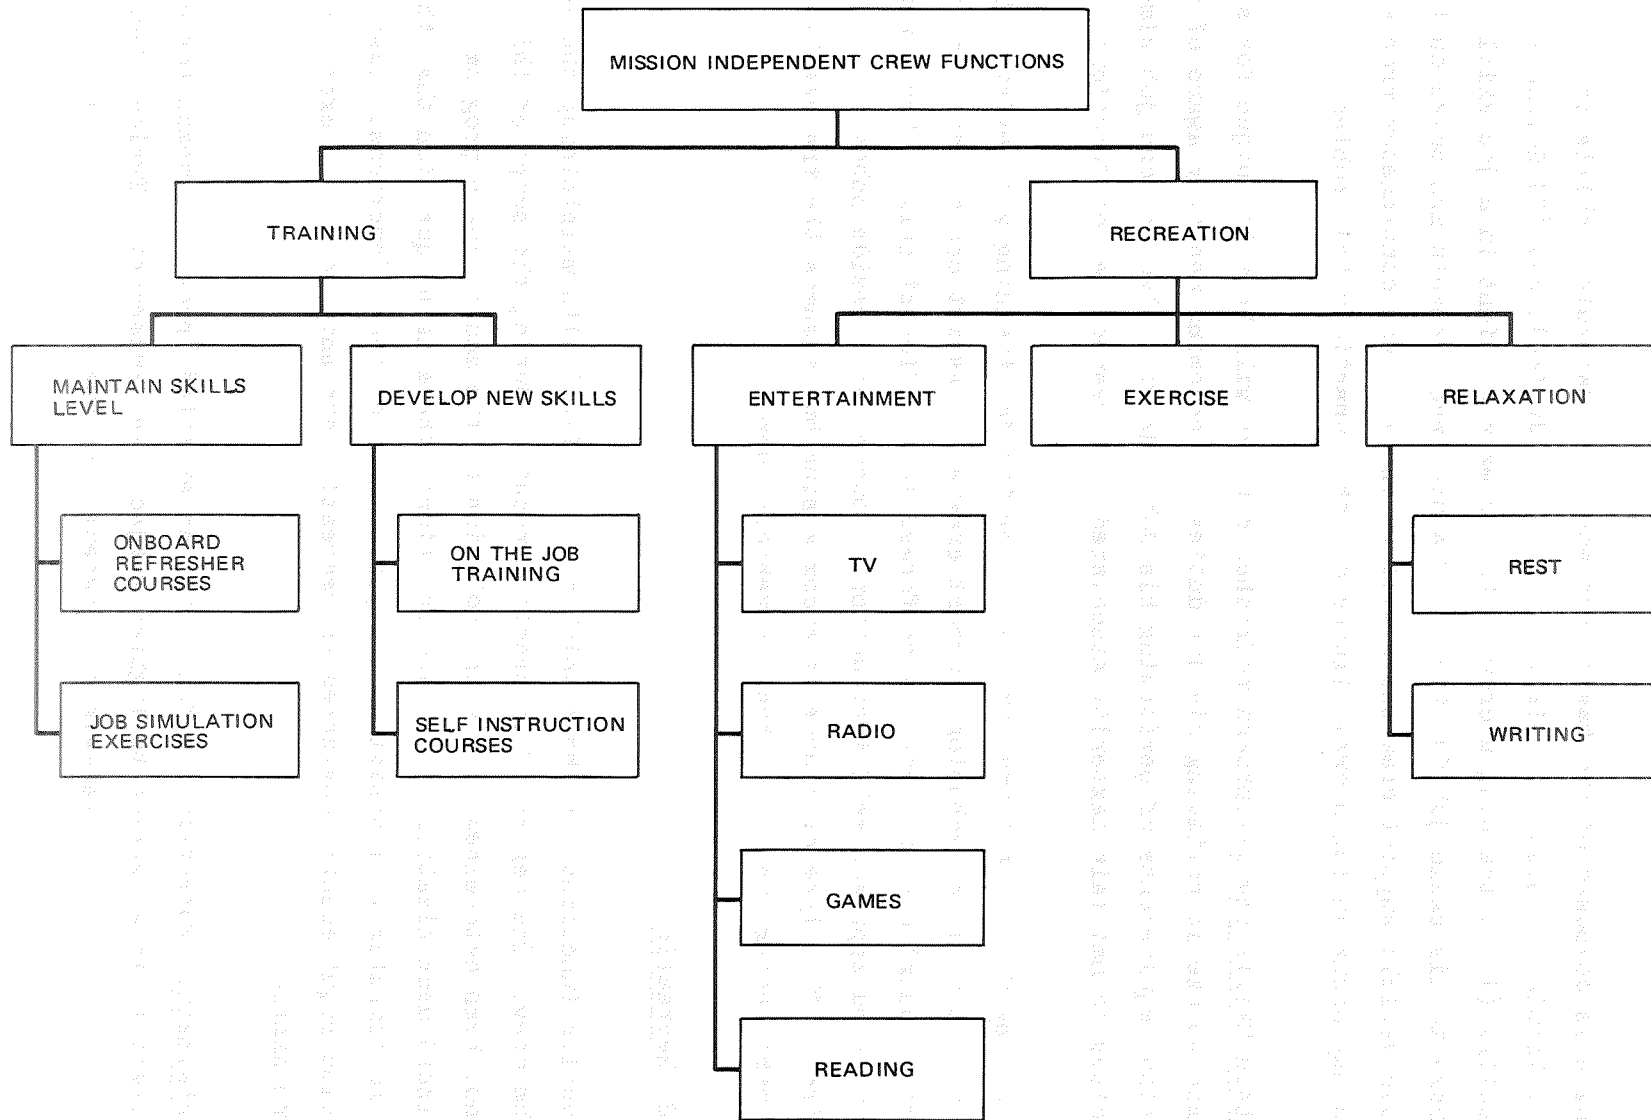 MISSION INDEPENDENT CREW FUNCTIONS
TRAINING
RECREATION
MAINTAIN SKILLS
LEVEL
DEVELOP NEW SKILLS
ENTERTAINMENT
EXERCISE
RELAXATION
ONBOARD
REFRESHER
COURSES
ON THE JOB
TRAINING
TV
REST
JOB SIMULATION
EXERCISES
SELF INSTRUCTION
COURSES
RADIO
WRITING
GAMES
READING